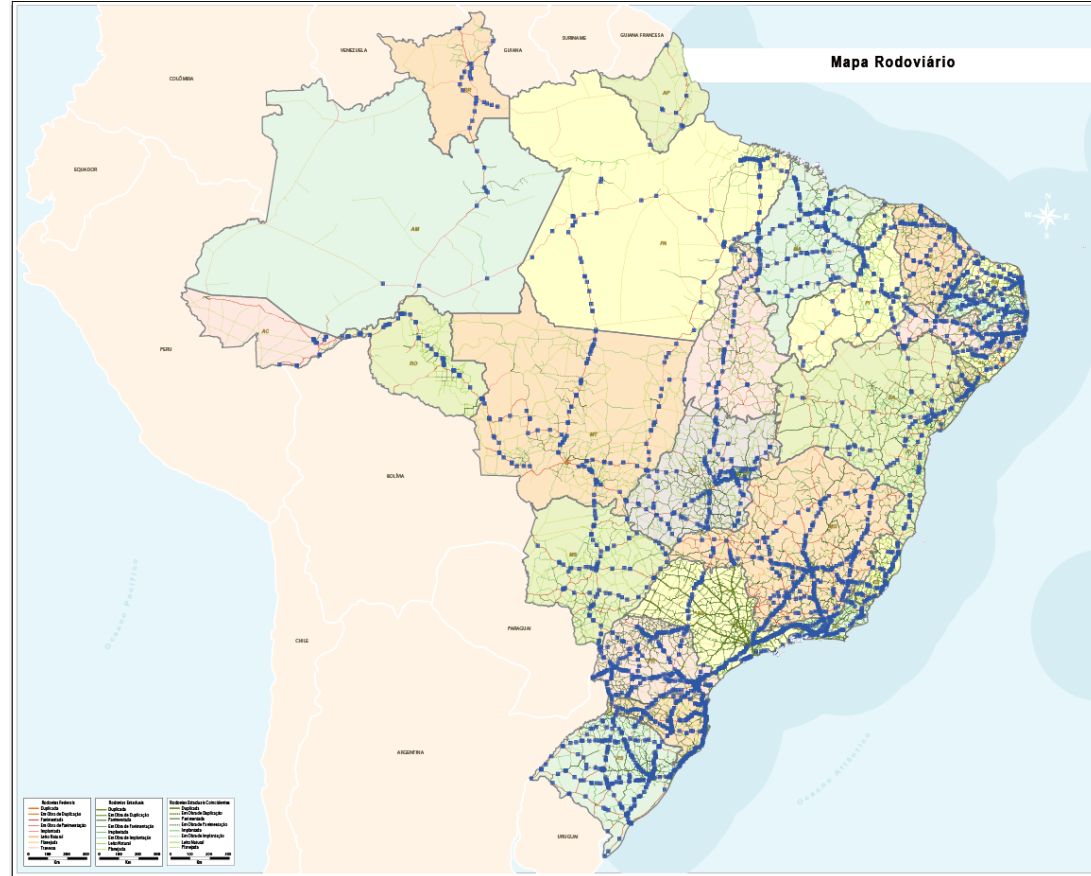 Mapa Rodoviário
VENEZUELA
GUIANA
SURINAME
GUIANA FRANCESA
COLÔMBIA
EQUADOR
PERU
BOLÍVIA
PARAGUAI
CHILE
ARGENTINA
URUGUAI
AP
AM
PA
AC
RO
MT
MS
N
W
E
Oceano Pacífico
Oceano Atlântico
Rodovias Federais
Duplicada
Em Obra de Duplicação
Pavimentada
Em Obra de Pavimentação
Implantada
Leito Natural
Planejada
Travessia
Km
Rodovias Estaduais
Duplicada
Em Obra de Duplicação
Pavimentada
Em Obra de Pavimentação
Implantada
Em Obra de Implantação
Leito Natural
Planejada
Km
Rodovias Estaduais Coincidentes
Duplicada
Em Obra de Duplicação
Pavimentada
Em Obra de Pavimentação
Implantada
Em Obra de Implantação
Leito Natural
Planejada
Km